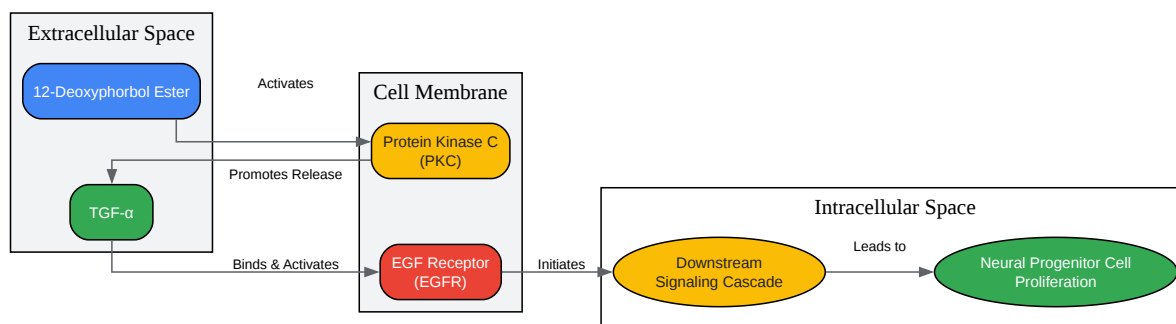 Extracellular Space
12-Deoxyphorbol Ester
Activates
Cell Membrane
Protein Kinase C
(PKC)
Promotes Release
TGF-α
Binds & Activates
EGF Receptor
(EGFR)
Initiates
Intracellular Space
Downstream
Signaling Cascade
Leads to
Neural Progenitor Cell
Proliferation